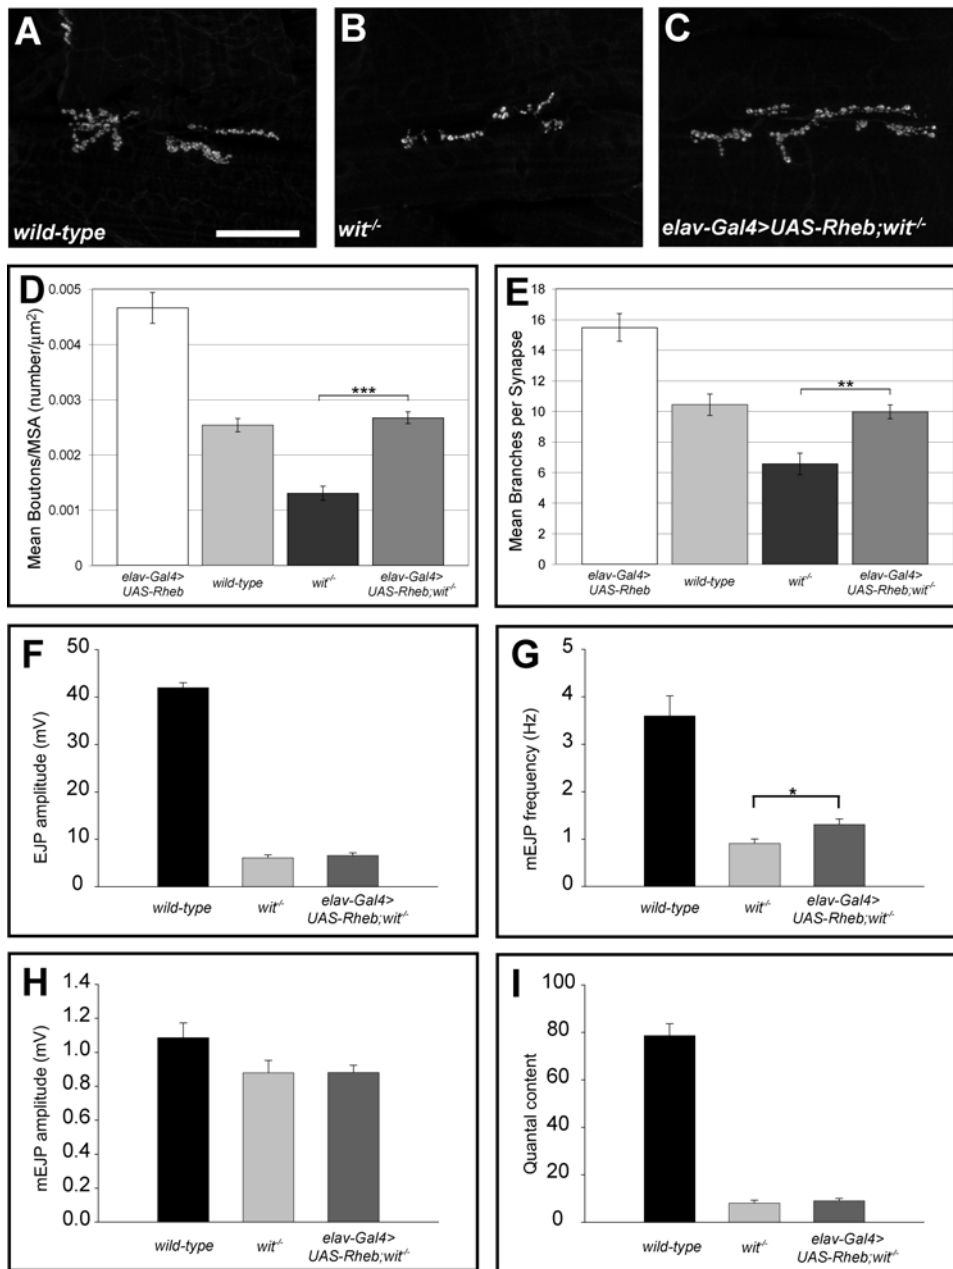 A
wild-type
B
wit-/-
C
elav-Gal4>UAS-Rheb;wit-/-
D
Mean Boutons/MSA (number/μm²)
0.005
0.004
0.003
0.002
0.001
0
***
elav-Gal4>
UAS-Rheb
wild-type
wit-/-
elav-Gal4>
UAS-Rheb;wit-/-
E
Mean Branches per Synapse
18
16
14
12
10
8
6
4
2
0
**
elav-Gal4>
UAS-Rheb
wild-type
wit-/-
elav-Gal4>
UAS-Rheb;wit-/-
F
EJP amplitude (mV)
50
40
30
20
10
0
wild-type
wit-/-
elav-Gal4>
UAS-Rheb;wit-/-
G
mEJP frequency (Hz)
5
4
3
2
1
0
*
wild-type
wit-/-
elav-Gal4>
UAS-Rheb;wit-/-
H
mEJP amplitude (mV)
1.4
1.2
1.0
0.8
0.6
0.4
0.2
0.0
wild-type
wit-/-
elav-Gal4>
UAS-Rheb;wit-/-
I
Quantal content
100
80
60
40
20
0
wild-type
wit-/-
elav-Gal4>
UAS-Rheb;wit-/-